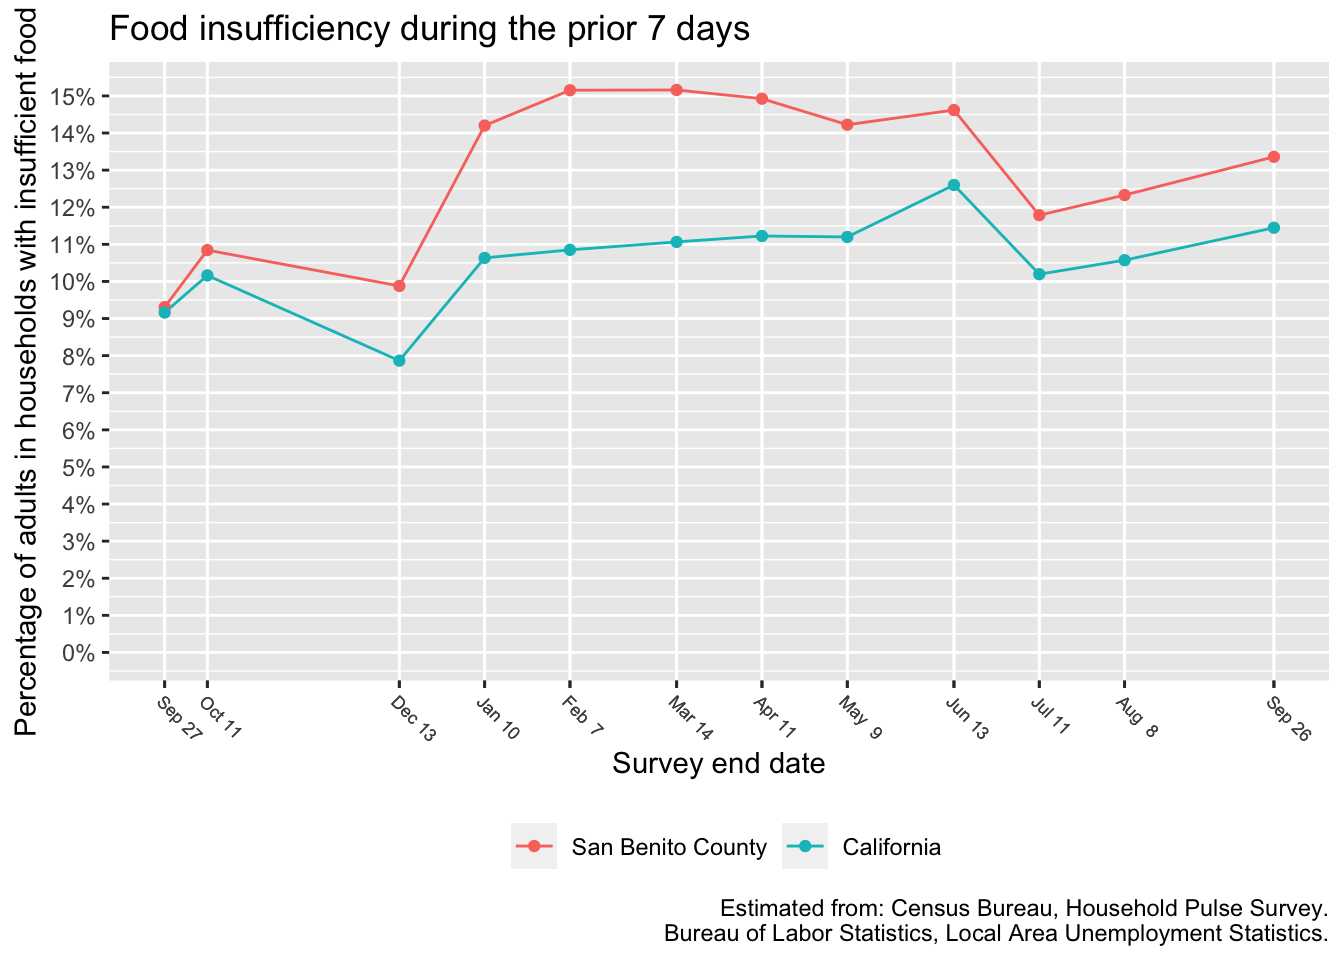 Food insufficiency during the prior 7 days
Percentage of adults in households with insufficient food
15%
14%
13%
12%
11%
10%
9%
8%
7%
6%
5%
4%
3%
2%
1%
0%
Sep 27
Oct 11
Dec 13
Jan 10
Feb 7
Mar 14
Apr 11
May 9
Jun 13
Jul 11
Aug 8
Sep 26
Survey end date
San Benito County
California
Estimated from: Census Bureau, Household Pulse Survey.
Bureau of Labor Statistics, Local Area Unemployment Statistics.